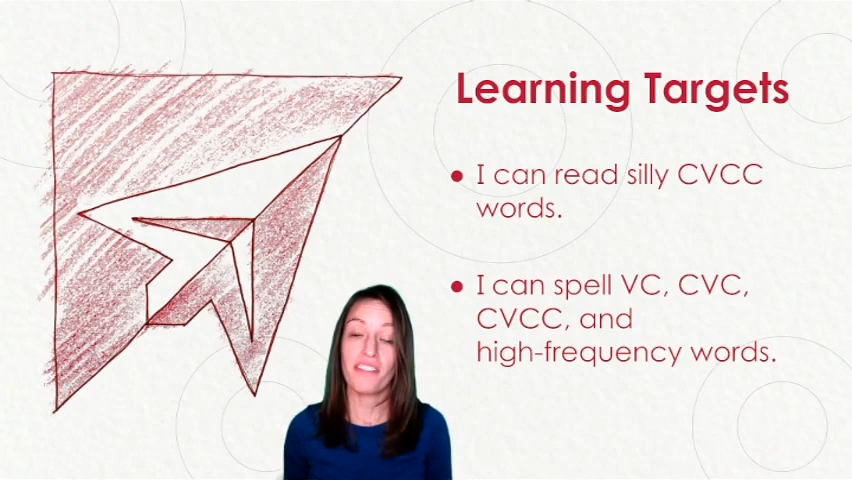 Learning Targets
● I can read silly CVCC
words.
● I can spell VC, CVC,
CVCC, and
high-frequency words.